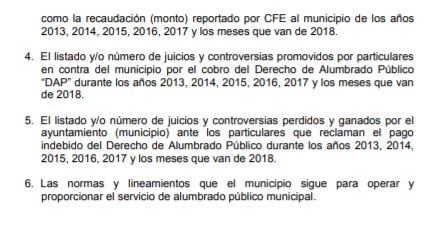 como la recaudación (monto) reportado por CFE al municipio de los años
2013, 2014, 2015, 2016, 2017 y los meses que van de 2018.
4. El listado y/o número de juicios y controversias promovidos por particulares
en contra del municipio por el cobro del Derecho de Alumbrado Público
"DAP" durante los años 2013, 2014, 2015, 2016, 2017 y los meses que van
de 2018.
5. El listado y/o número de juicios y controversias perdidos y ganados por el
ayuntamiento (municipio) ante los particulares que reclaman el pago
indebido del Derecho de Alumbrado Público durante los años 2013, 2014,
2015, 2016, 2017 y los meses que van de 2018.
6. Las normas y lineamientos que el municipio sigue para operar y
proporcionar el servicio de alumbrado público municipal.